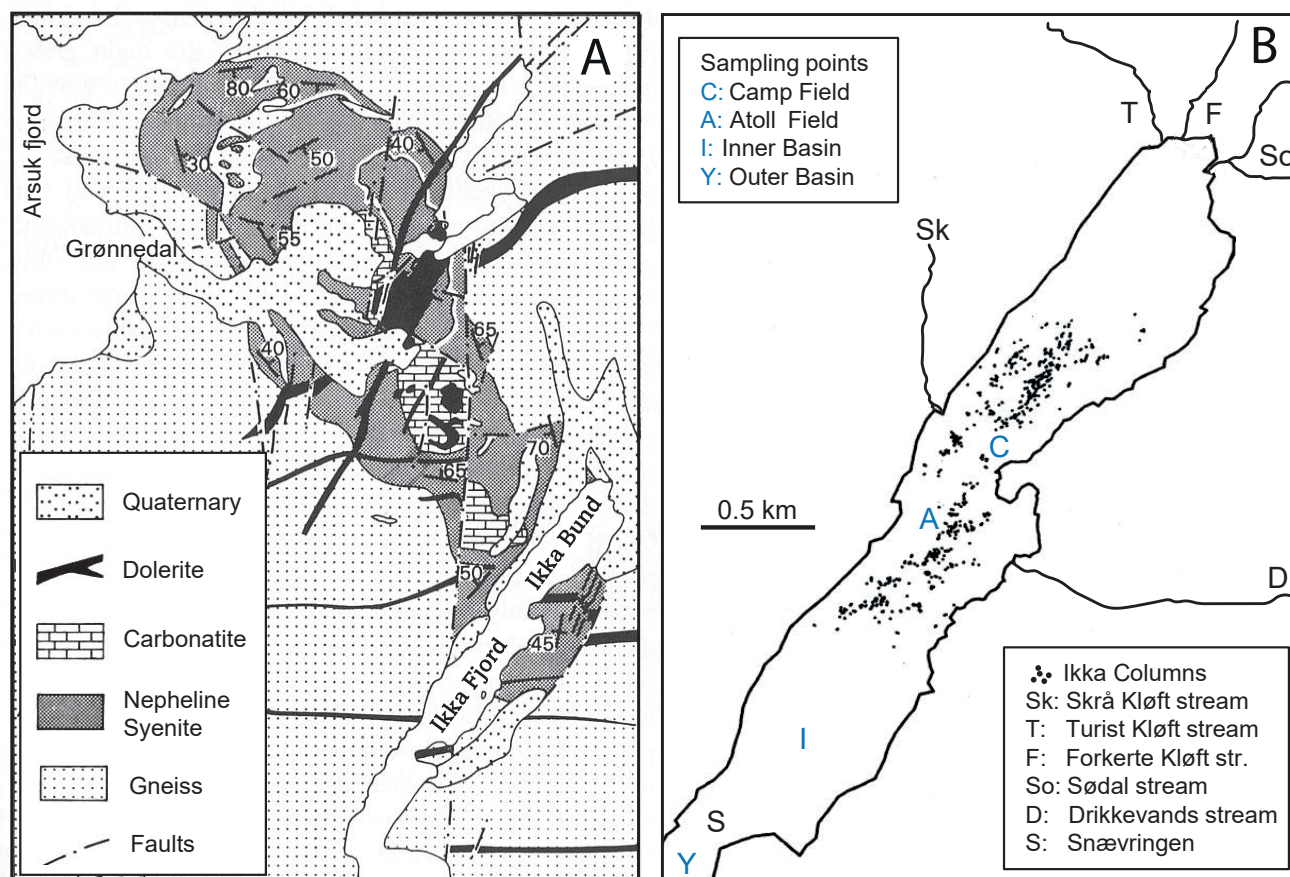 A
Arsuk fjord
80
60
40
30
50
55
Grønnedal
65
40
70
65
50
45
Ikka Bund
Ikka Fjord
Quaternary
Dolerite
Carbonatite
Nepheline
Syenite
Gneiss
Faults
B
Sampling points
C: Camp Field
A: Atoll Field
I: Inner Basin
Y: Outer Basin
T
F
So
Sk
C
A
0.5 km
D
I
S
Y
Ikka Columns
Sk: Skrå Kløft stream
T: Turist Kløft stream
F: Forkerte Kløft str.
So: Sødal stream
D: Drikkevands stream
S: Snævringen